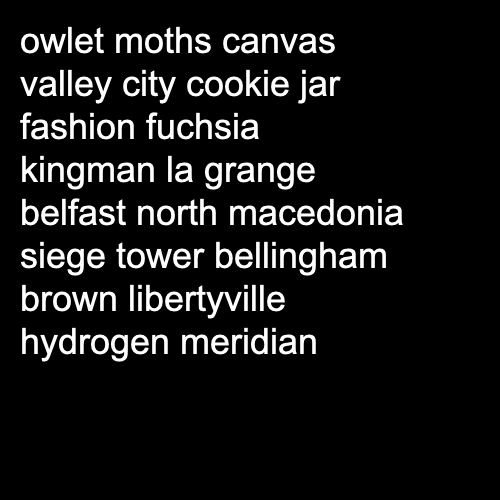 owlet moths canvas
valley city cookie jar
fashion fuchsia
kingman la grange
belfast north macedonia
siege tower bellingham
brown libertyville
hydrogen meridian